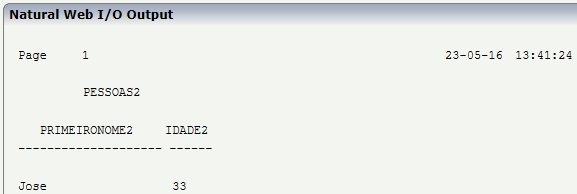 Natural Web I/O Output
Page 1 23-05-16 13:41:24
PESSOAS2
PRIMEIRONOME2 IDADE2
-------------------- ------
Jose 33